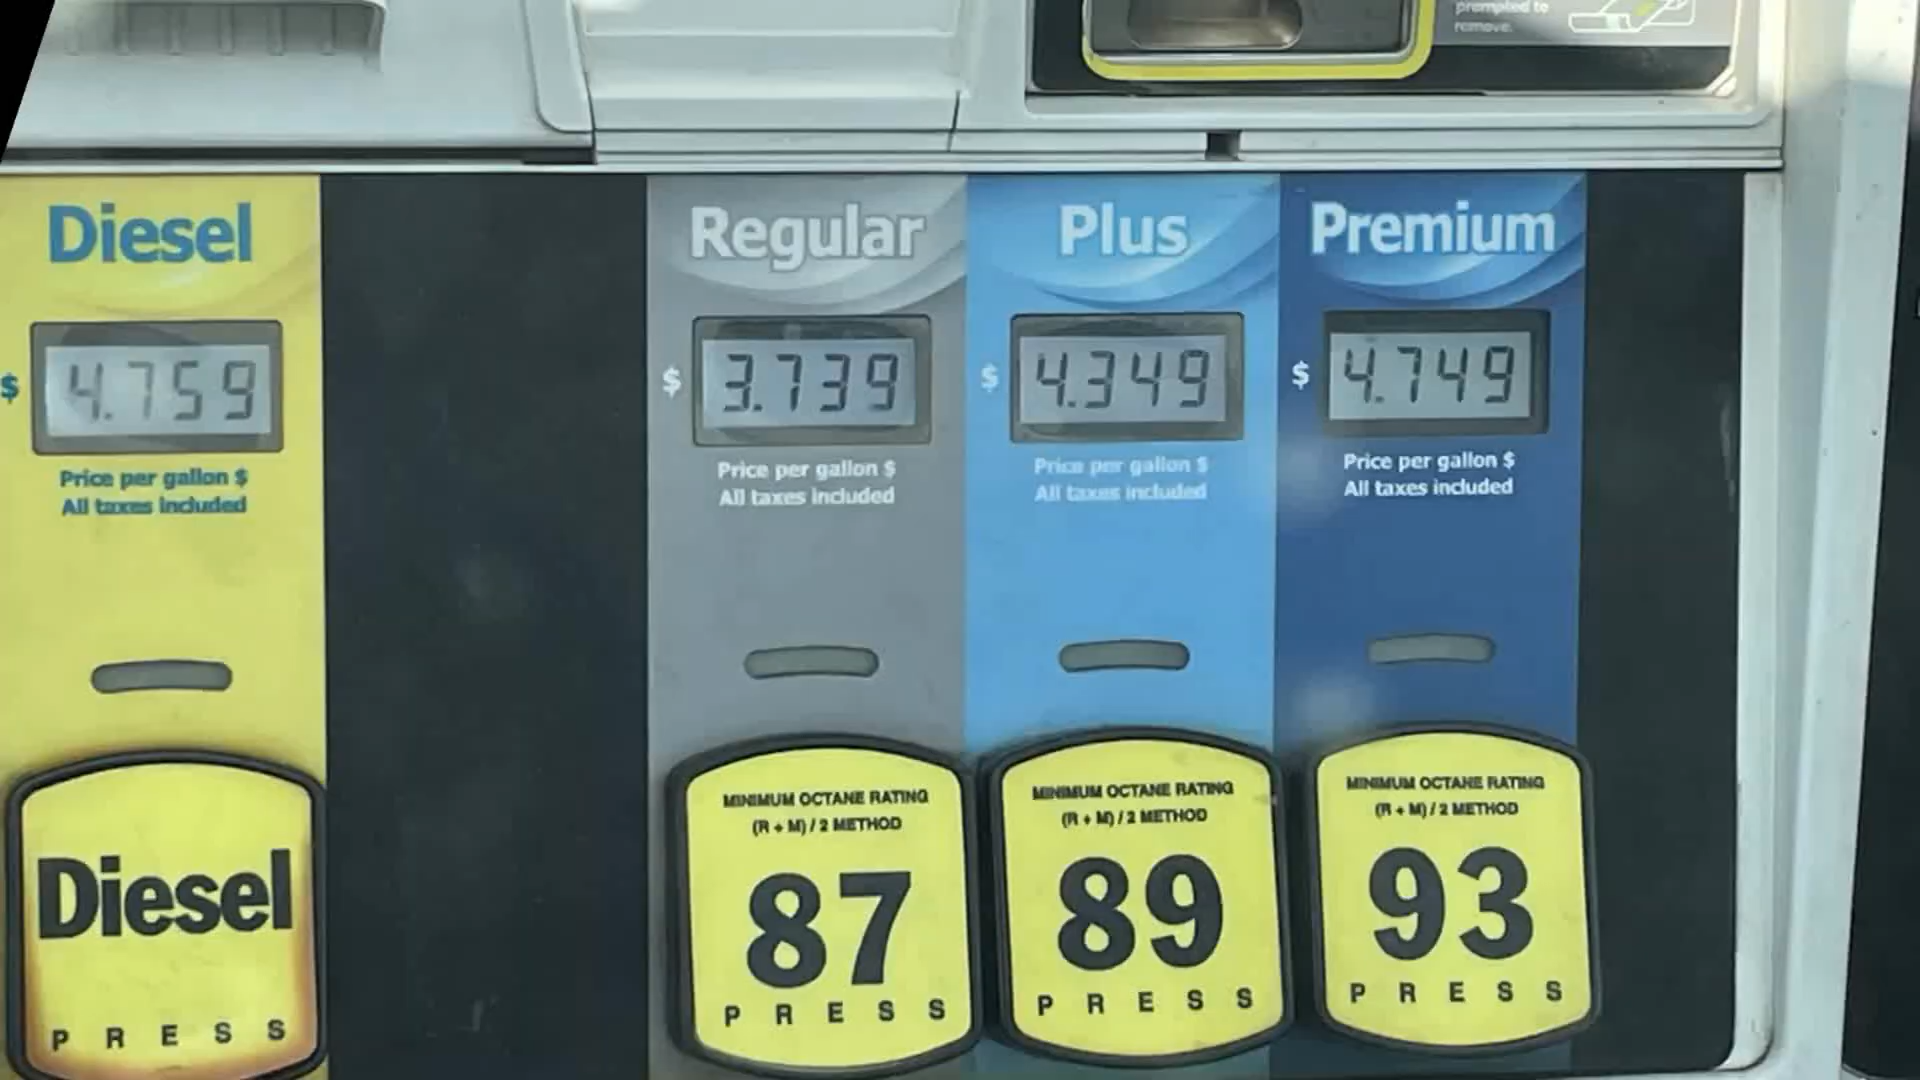 prompted to
remove.
Diesel
$ 4.759
Price per gallon $
All taxes included
Diesel
PRESS
Regular
$ 3.739
Price per gallon $
All taxes included
MINIMUM OCTANE RATING
(R + M) / 2 METHOD
87
PRESS
Plus
$ 4.349
Price per gallon $
All taxes included
MINIMUM OCTANE RATING
(R + M) / 2 METHOD
89
PRESS
Premium
$ 4.749
Price per gallon $
All taxes included
MINIMUM OCTANE RATING
(R + M) / 2 METHOD
93
PRESS